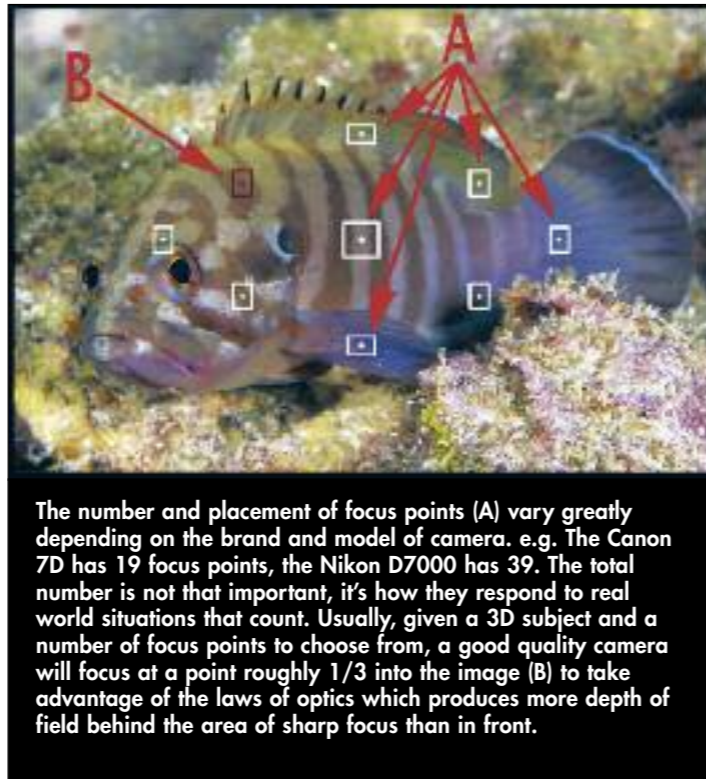 A
B
The number and placement of focus points (A) vary greatly
depending on the brand and model of camera. e.g. The Canon
7D has 19 focus points, the Nikon D7000 has 39. The total
number is not that important, it's how they respond to real
world situations that count. Usually, given a 3D subject and a
number of focus points to choose from, a good quality camera
will focus at a point roughly 1/3 into the image (B) to take
advantage of the laws of optics which produces more depth of
field behind the area of sharp focus than in front.